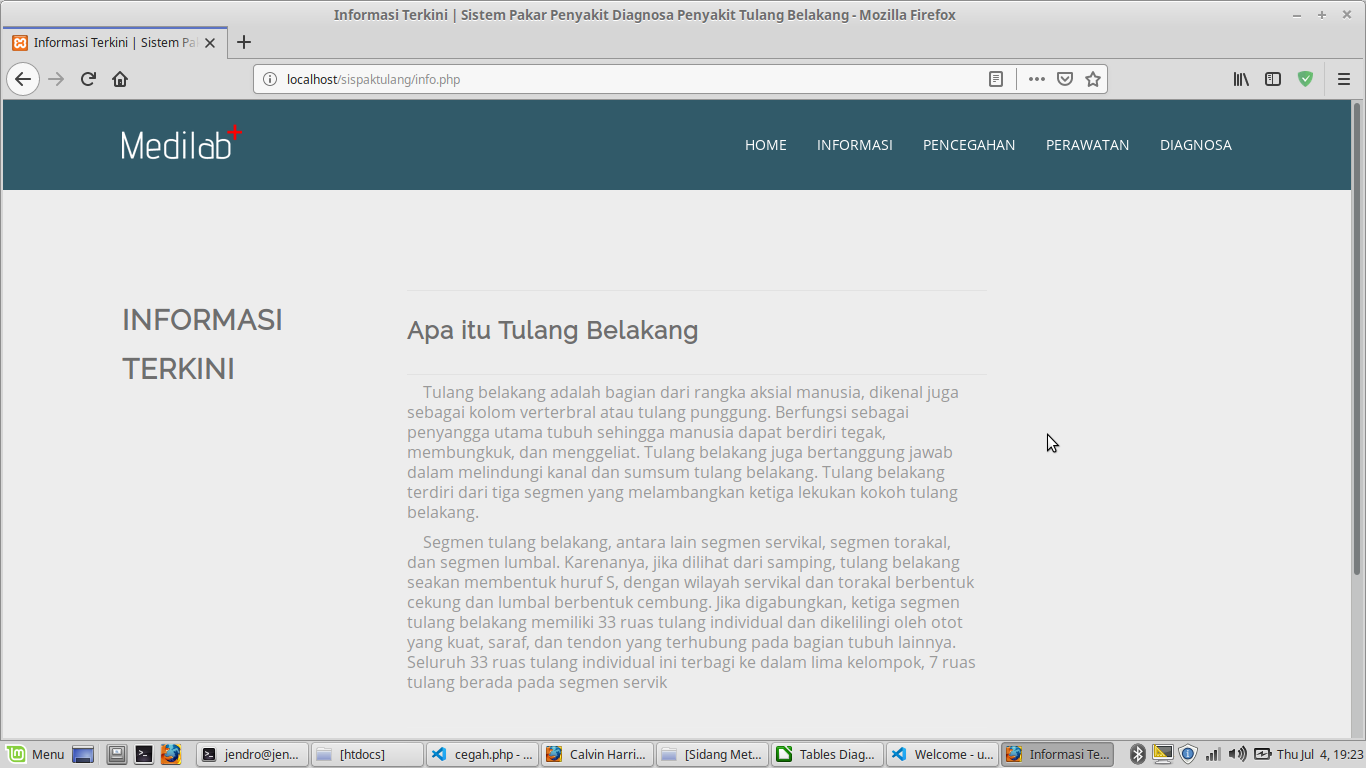 Informasi Terkini | Sistem Pakar Penyakit Diagnosa Penyakit Tulang Belakang - Mozilla Firefox
Informasi Terkini | Sistem Pa
localhost/sispaktulang/info.php
Medilab+
HOME INFORMASI PENCEGAHAN PERAWATAN DIAGNOSA
INFORMASI
TERKINI
Apa itu Tulang Belakang
Tulang belakang adalah bagian dari rangka aksial manusia, dikenal juga
sebagai kolom verterbral atau tulang punggung. Berfungsi sebagai
penyangga utama tubuh sehingga manusia dapat berdiri tegak,
membungkuk, dan menggeliat. Tulang belakang juga bertanggung jawab
dalam melindungi kanal dan sumsum tulang belakang. Tulang belakang
terdiri dari tiga segmen yang melambangkan ketiga lekukan kokoh tulang
belakang.
Segmen tulang belakang, antara lain segmen servikal, segmen torakal,
dan segmen lumbal. Karenanya, jika dilihat dari samping, tulang belakang
seakan membentuk huruf S, dengan wilayah servikal dan torakal berbentuk
cekung dan lumbal berbentuk cembung. Jika digabungkan, ketiga segmen
tulang belakang memiliki 33 ruas tulang individual dan dikelilingi oleh otot
yang kuat, saraf, dan tendon yang terhubung pada bagian tubuh lainnya.
Seluruh 33 ruas tulang individual ini terbagi ke dalam lima kelompok, 7 ruas
tulang berada pada segmen servik
Menu jendro@jen... [htdocs] cegah.php - ... Calvin Harri... [Sidang Met... Tables Diag... Welcome - u... Informasi Te... Thu Jul 4, 19:23